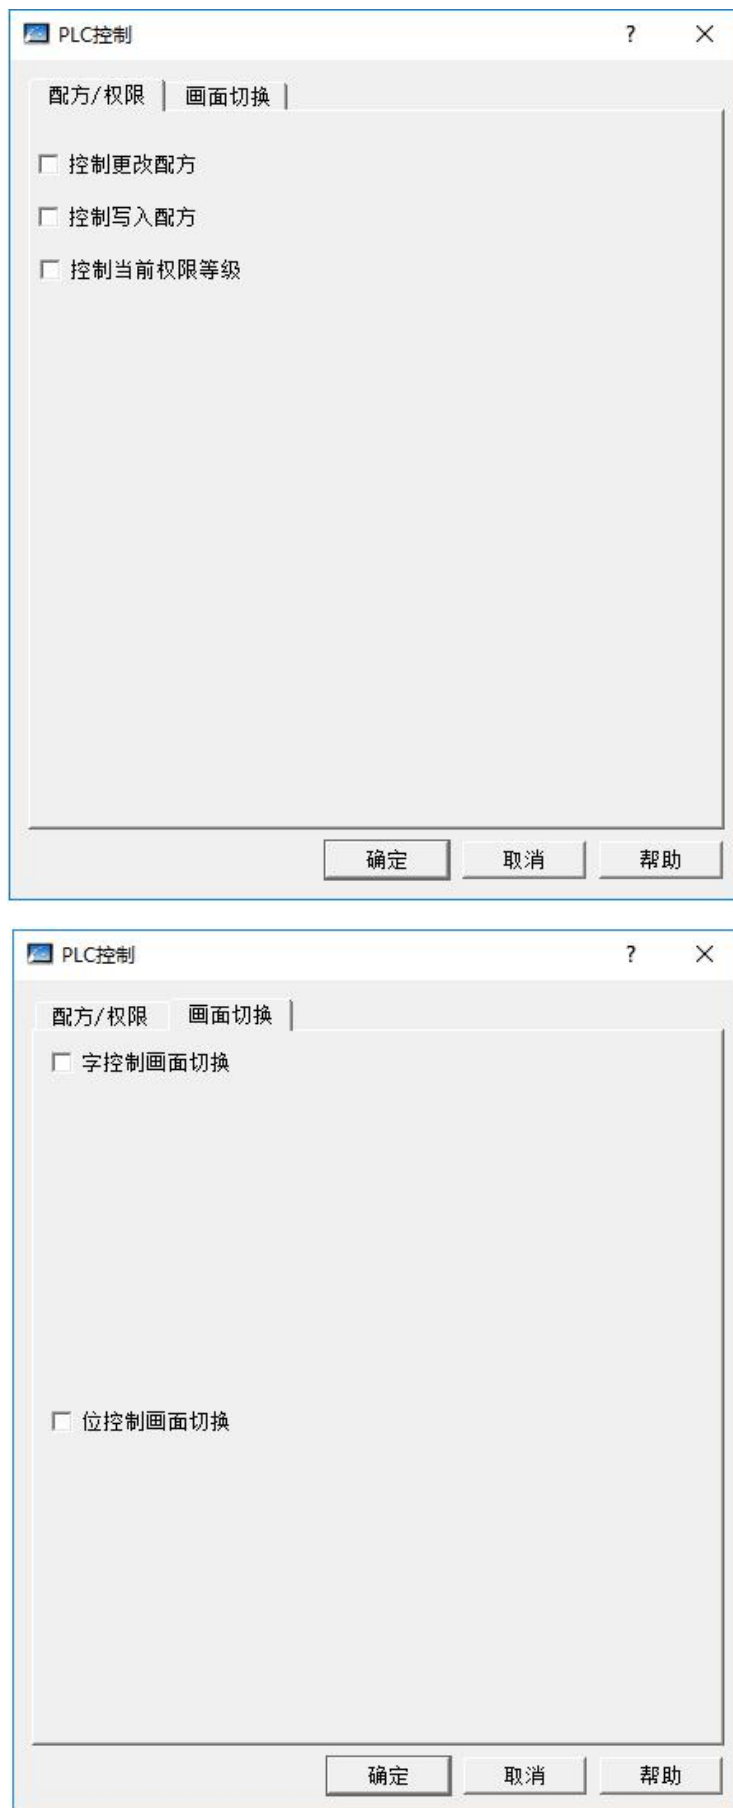 PLC控制 ?
配方/权限 画面切换
控制更改配方
控制写入配方
控制当前权限等级
确定 取消 帮助
PLC控制 ?
配方/权限 画面切换
字控制画面切换
位控制画面切换
确定 取消 帮助